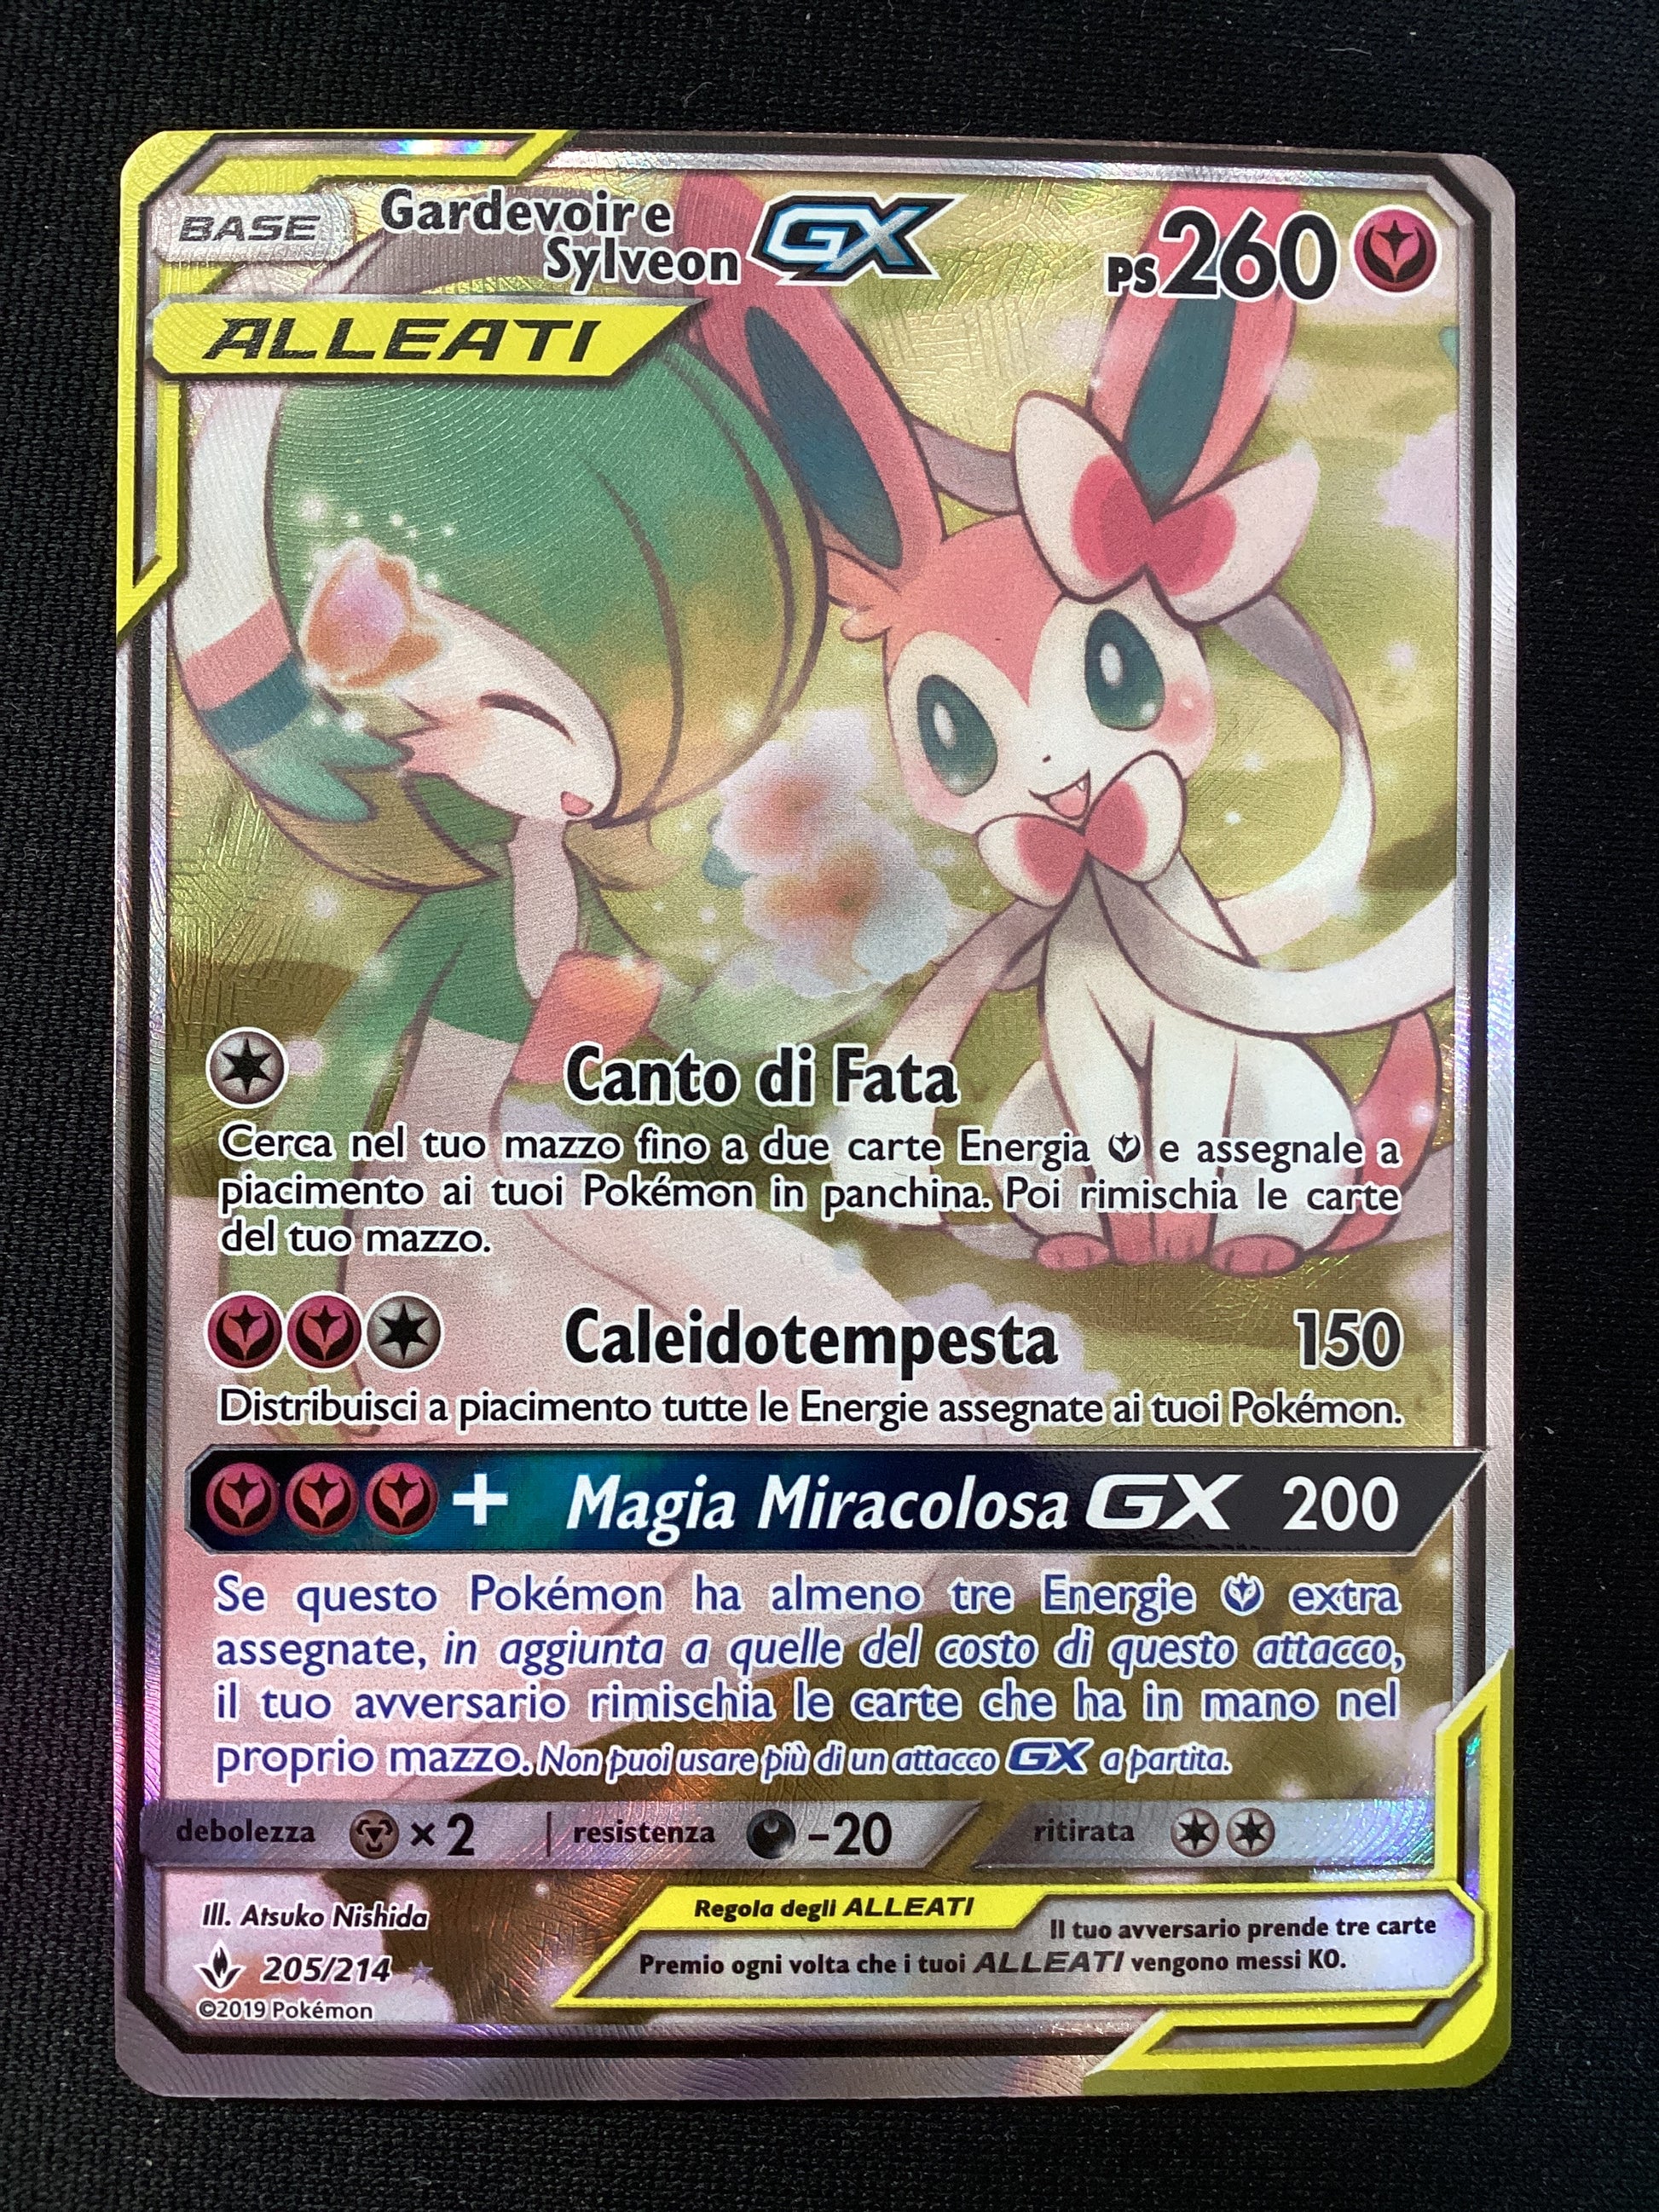 BASE
Gardevoir e
Sylveon GX
PS 260
ALLEATI
Canto di Fata
Cerca nel tuo mazzo fino a due carte Energia e assegnale a
piacimento ai tuoi Pokémon in panchina. Poi rimischia le carte
del tuo mazzo.
Caleidotempesta 150
Distribuisci a piacimento tutte le Energie assegnate ai tuoi Pokémon.
+ Magia Miracolosa GX 200
Se questo Pokémon ha almeno tre Energie extra
assegnate, in aggiunta a quelle del costo di questo attacco,
il tuo avversario rimischia le carte che ha in mano nel
proprio mazzo. Non puoi usare più di un attacco GX a partita.
debolezza × 2 | resistenza –20 ritirata
Ill. Atsuko Nishida
205/214
©2019 Pokémon
Regola degli ALLEATI
Il tuo avversario prende tre carte
Premio ogni volta che i tuoi ALLEATI vengono messi KO.